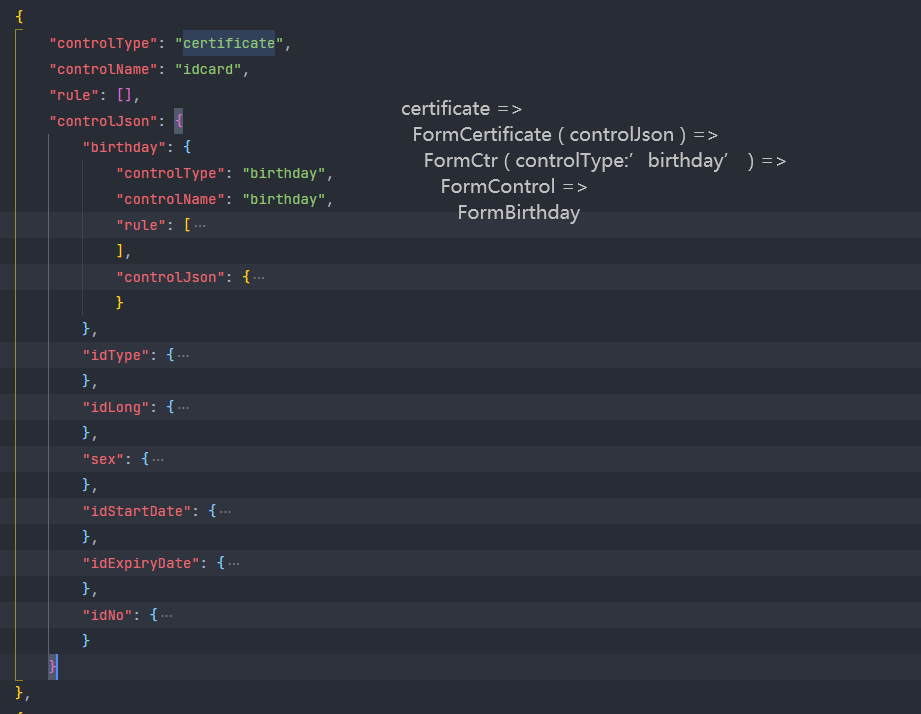 {
"controlType": "certificate",
"controlName": "idcard",
"rule": [],
certificate =>
"controlJson": {
FormCertificate ( controlJson ) =>
"birthday": {
FormCtr ( controlType:’birthday’ ) =>
"controlType": "birthday",
FormControl =>
"controlName": "birthday",
FormBirthday
"rule": [···
],
"controlJson": {···
}
},
"idType": {···
},
"idLong": {···
},
"sex": {···
},
"idStartDate": {···
},
"idExpiryDate": {···
},
"idNo": {···
}
}
},